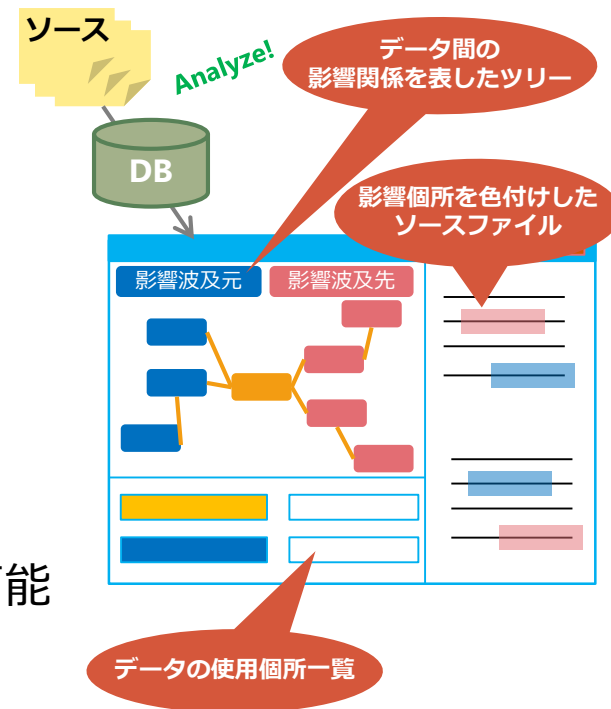 ソース
Analyze!
データ間の
影響関係を表したツリー
DB
影響個所を色付けした
ソースファイル
影響波及元
影響波及先
能
データの使用個所一覧